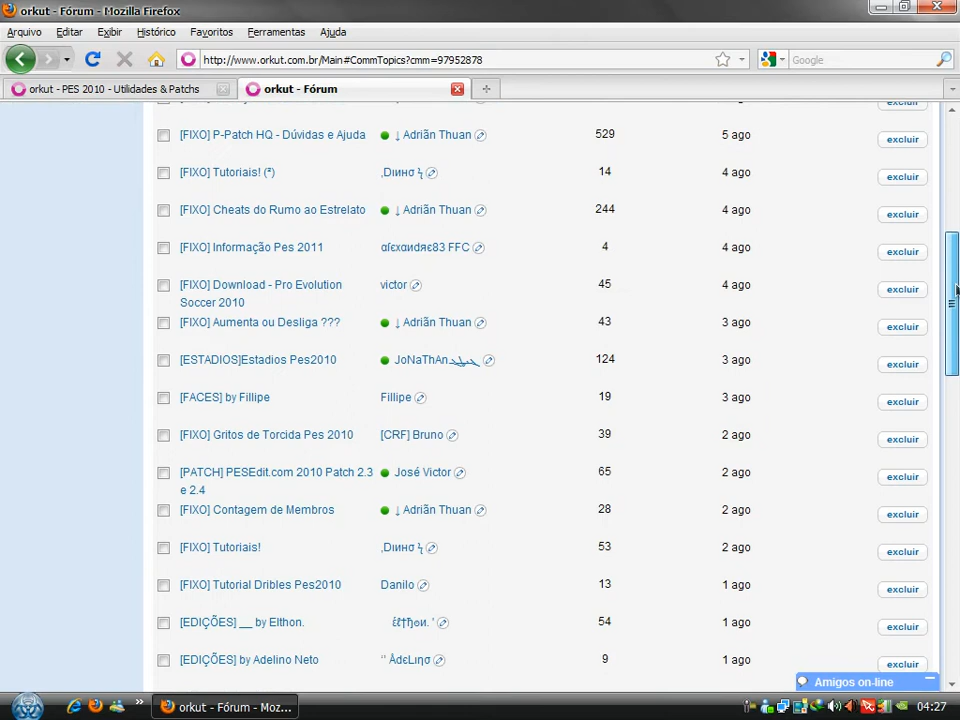 orkut - Fórum - Mozilla Firefox
Arquivo Editar Exibir Histórico Favoritos Ferramentas Ajuda
http://www.orkut.com.br/Main#CommTopics?cmm=97952878
Google
orkut - PES 2010 - Utilidades & Patchs
orkut - Fórum
excluir
[FIXO] P-Patch HQ - Dúvidas e Ajuda ↓ Adriãn Thuan 529 5 ago excluir
[FIXO] Tutoriais! (²) 14 4 ago excluir
[FIXO] Cheats do Rumo ao Estrelato ↓ Adriãn Thuan 244 4 ago excluir
[FIXO] Informação Pes 2011 FFC 4 4 ago excluir
[FIXO] Download - Pro Evolution victor 45 4 ago excluir
Soccer 2010
[FIXO] Aumenta ou Desliga ??? ↓ Adriãn Thuan 43 3 ago excluir
[ESTADIOS]Estadios Pes2010 JoNaThAn 124 3 ago excluir
[FACES] by Fillipe Fillipe 19 3 ago excluir
[FIXO] Gritos de Torcida Pes 2010 [CRF] Bruno 39 2 ago excluir
[PATCH] PESEdit.com 2010 Patch 2.3 José Victor 65 2 ago excluir
e 2.4
[FIXO] Contagem de Membros ↓ Adriãn Thuan 28 2 ago excluir
[FIXO] Tutoriais! 53 2 ago excluir
[FIXO] Tutorial Dribles Pes2010 Danilo 13 1 ago excluir
[EDIÇÕES] __ by Elthon. 54 1 ago excluir
[EDIÇÕES] by Adelino Neto 9 1 ago excluir
Amigos on-line
orkut - Fórum - Moz...
04:27